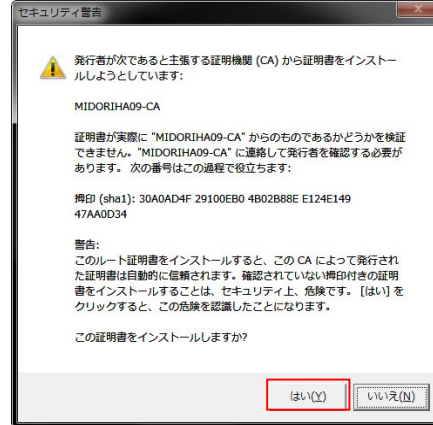 セキュリティ警告
発行者が次であると主張する証明機関 (CA) から証明書をインストー
ルしようとしています:
MIDORIHA09-CA
証明書が実際に "MIDORIHA09-CA" からのものであるかどうかを検証
できません。"MIDORIHA09-CA" に連絡して発行者を確認する必要が
あります。 次の番号はこの過程で役立ちます:
拇印 (sha1): 30A0AD4F 29100EB0 4B02B88E E124E149
47AA0D34
警告:
このルート証明書をインストールすると、この CA によって発行され
た証明書は自動的に信頼されます。確認されていない拇印付きの証明
書をインストールすることは、セキュリティ上、危険です。 [はい] を
クリックすると、この危険を認識したことになります。
この証明書をインストールしますか?
はい(Y) いいえ(N)